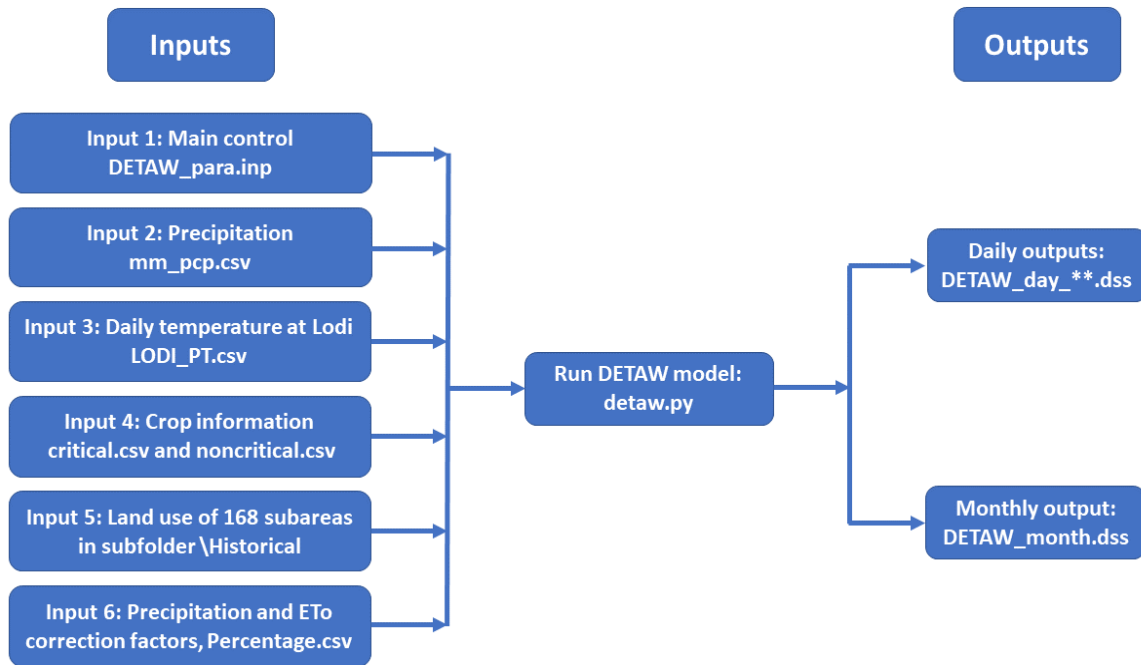 Inputs
Outputs
Input 1: Main control
DETAW_para.inp
Input 2: Precipitation
mm_pcp.csv
Input 3: Daily temperature at Lodi
LODI_PT.csv
Input 4: Crop information
critical.csv and noncritical.csv
Input 5: Land use of 168 subareas
in subfolder \Historical
Input 6: Precipitation and ETo
correction factors, Percentage.csv
Run DETAW model:
detaw.py
Daily outputs:
DETAW_day_**.dss
Monthly output:
DETAW_month.dss